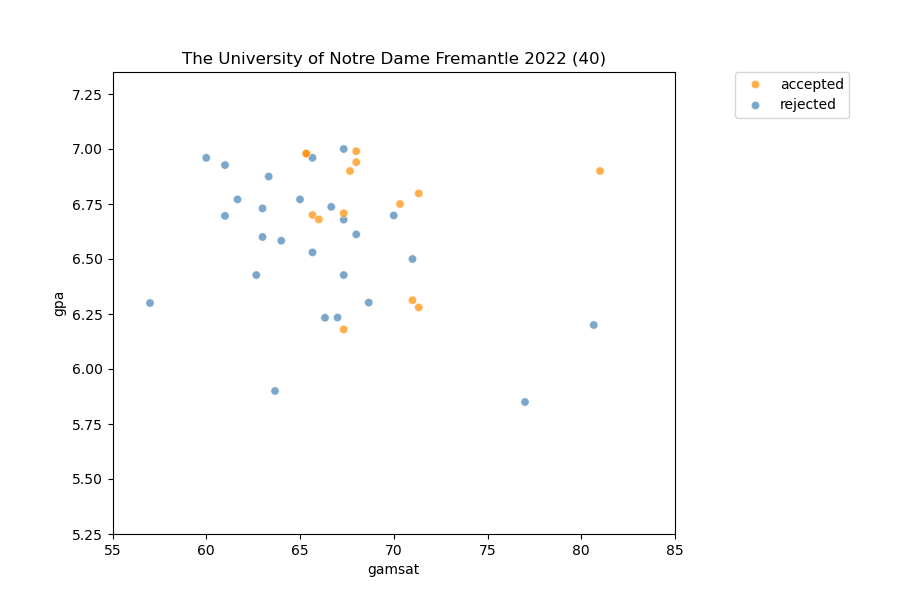 The University of Notre Dame Fremantle 2022 (40)
accepted
rejected
7.25
7.00
6.75
6.50
6.25
6.00
5.75
5.50
5.25
gpa
55 60 65 70 75 80 85
gamsat